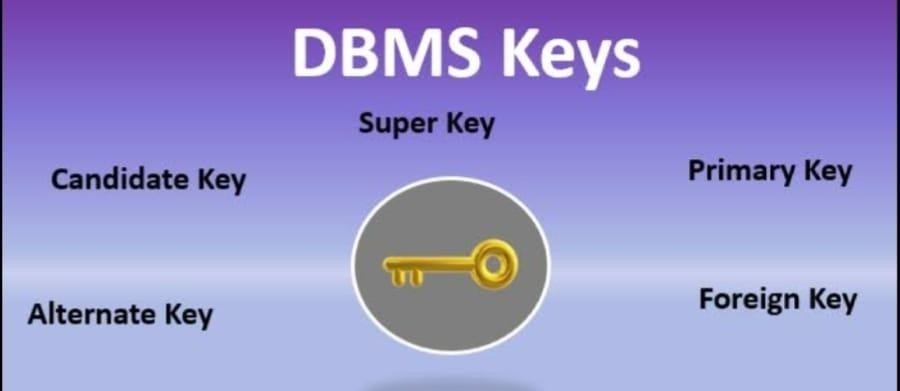 DBMS Keys
Super Key
Candidate Key
Primary Key
Alternate Key
Foreign Key